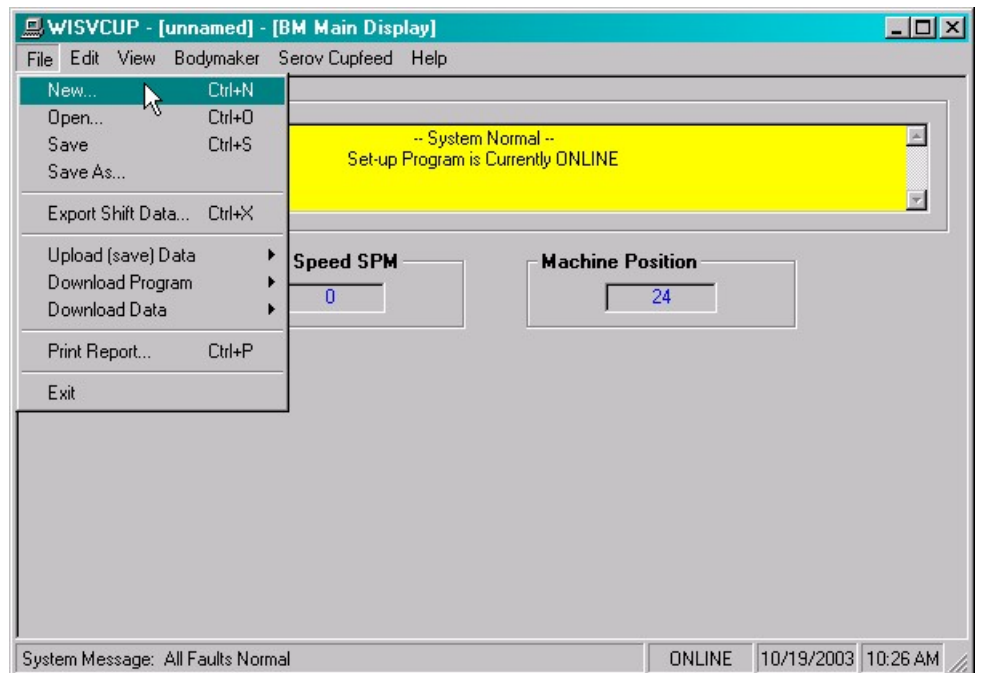 WISVCUP - [unnamed] - [BM Main Display]
File Edit View Bodymaker Serov Cupfeed Help
New... Ctrl+N
Open... Ctrl+O
Save Ctrl+S
Save As...
Export Shift Data... Ctrl+X
Upload (save) Data
Download Program
Download Data
Print Report... Ctrl+P
Exit
-- System Normal --
Set-up Program is Currently ONLINE
Speed SPM
0
Machine Position
24
System Message: All Faults Normal
ONLINE
10/19/2003
10:26 AM